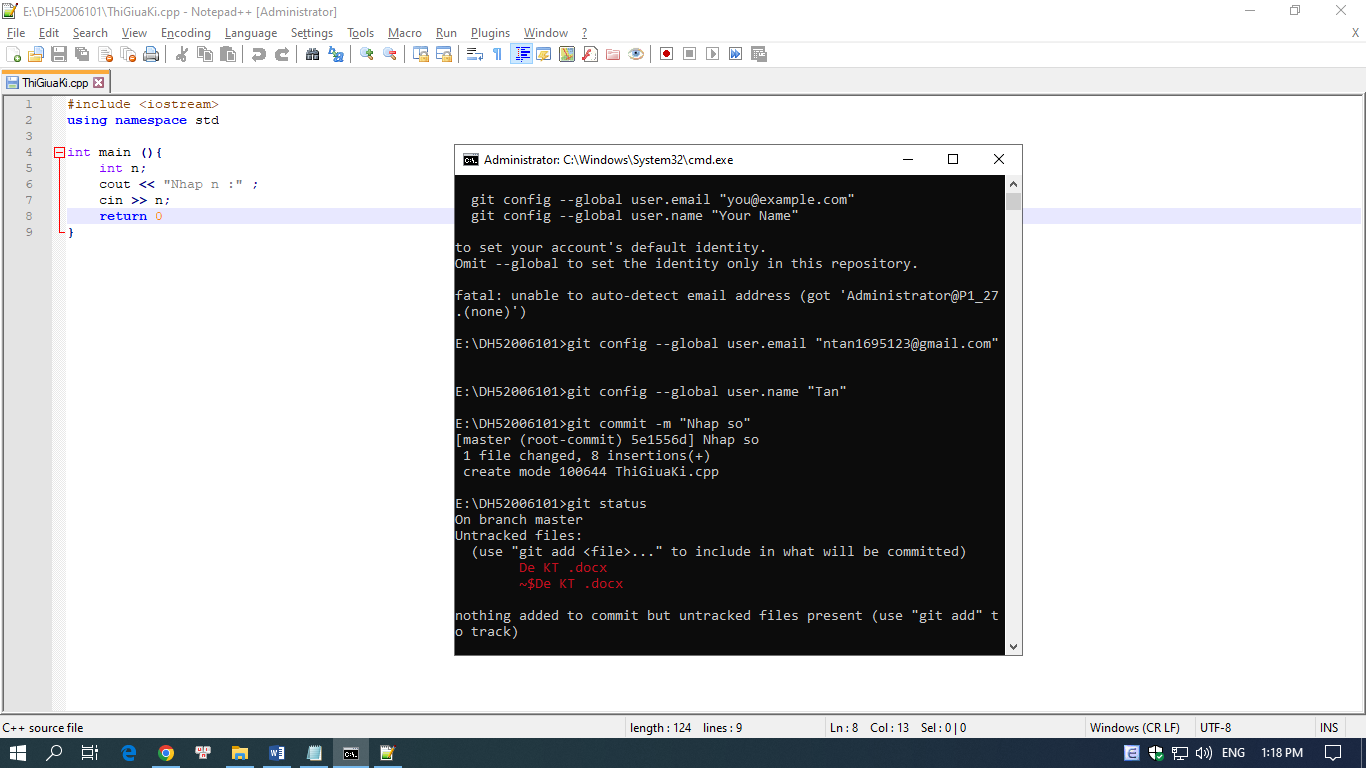 E:\DH52006101\ThiGiuaKi.cpp - Notepad++ [Administrator]
File Edit Search View Encoding Language Settings Tools Macro Run Plugins Window ? X
ThiGiuaKi.cpp
1 #include <iostream>
2 using namespace std
3
4 int main (){
5 int n;
6 cout << "Nhap n :" ;
7 cin >> n;
8 return 0
9 }
Administrator: C:\Windows\System32\cmd.exe
git config --global user.email "you@example.com"
git config --global user.name "Your Name"
to set your account's default identity.
Omit --global to set the identity only in this repository.
fatal: unable to auto-detect email address (got 'Administrator@P1_27
.(none)')
E:\DH52006101>git config --global user.email "ntan1695123@gmail.com"
E:\DH52006101>git config --global user.name "Tan"
E:\DH52006101>git commit -m "Nhap so"
[master (root-commit) 5e1556d] Nhap so
1 file changed, 8 insertions(+)
create mode 100644 ThiGiuaKi.cpp
E:\DH52006101>git status
On branch master
Untracked files:
(use "git add <file>..." to include in what will be committed)
De KT .docx
~$De KT .docx
nothing added to commit but untracked files present (use "git add" t
o track)
C++ source file length : 124 lines : 9 Ln : 8 Col : 13 Sel : 0 | 0 Windows (CR LF) UTF-8 INS
ENG 1:18 PM